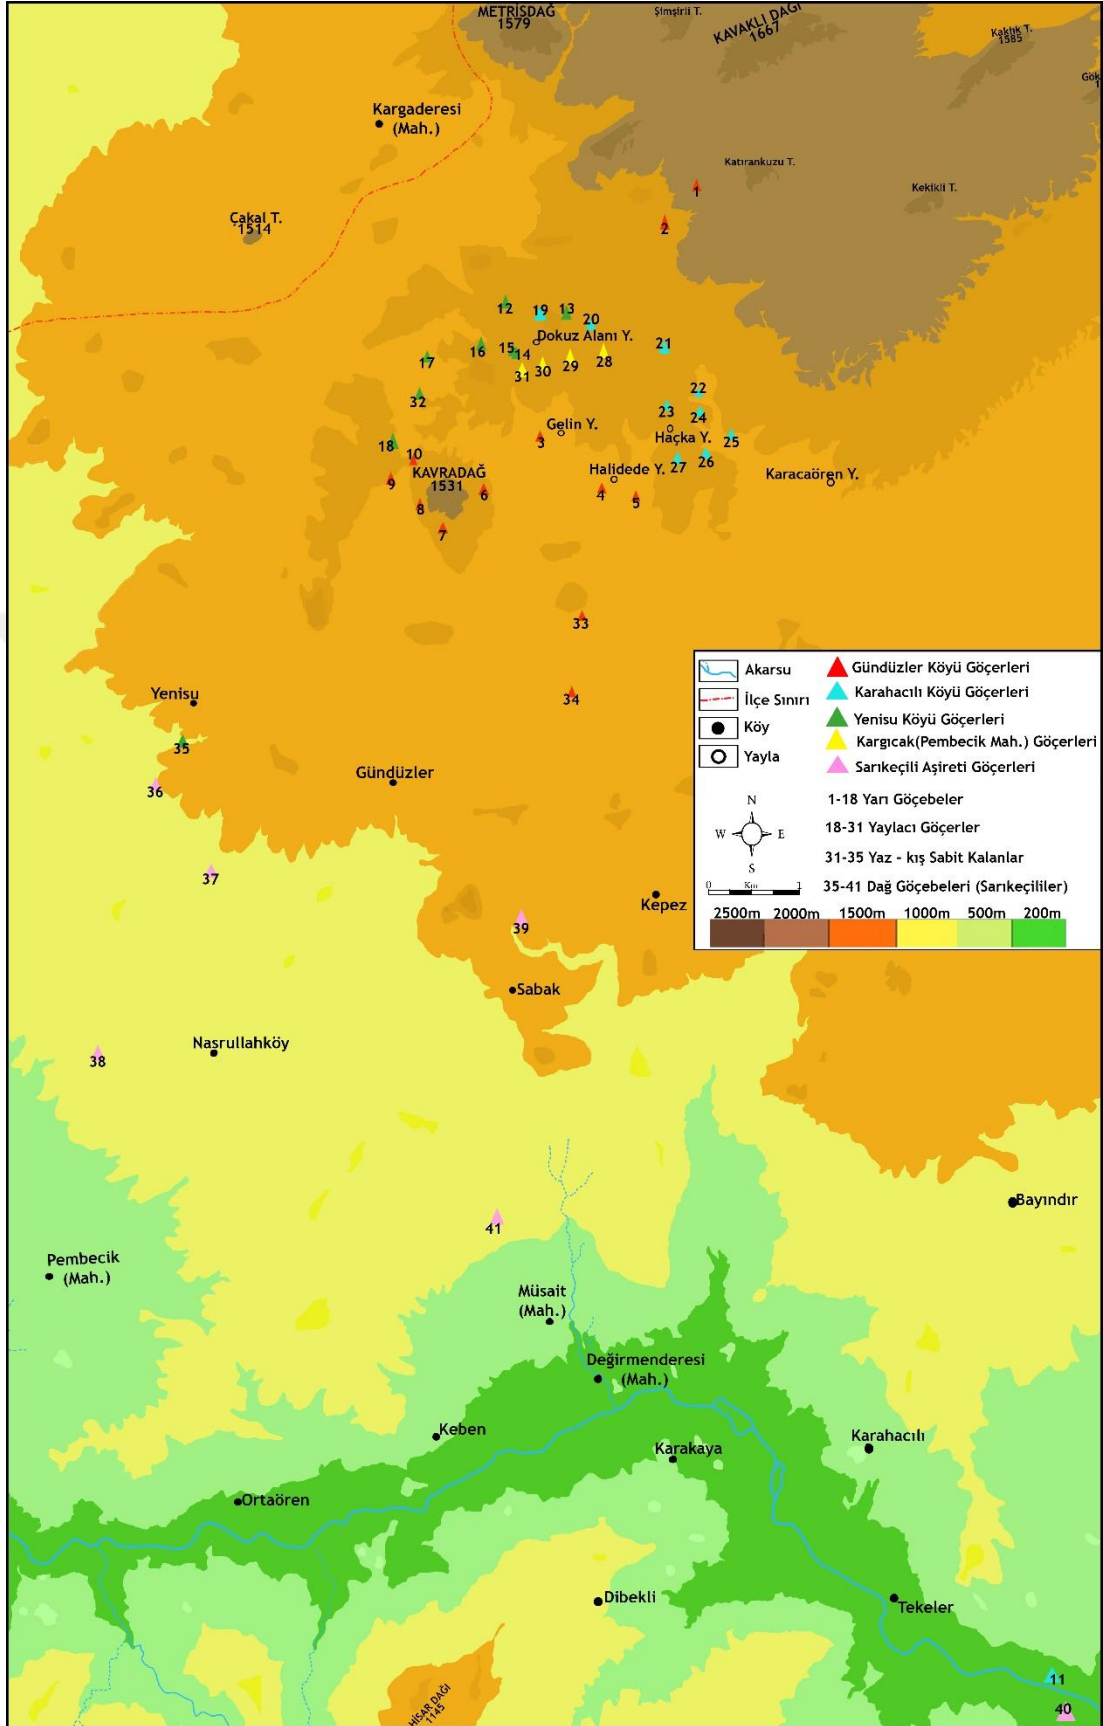 METRİSDAĞ
1579
Şimşirli T.
KAVAKLI DAĞI
1667
Kaklık T.
1585
Gök
Kargaderesi
(Mah.)
Katırankuzu T.
1
Kekikli T.
2
Çakal T.
1514
12
19
13
20
Dokuz Alanı Y.
21
16
15
14
17
31
30
29
28
32
22
23
24
18
3
Gelin Y.
Haçka Y.
25
10
KAVRADAĞ
1531
9
8
6
7
Halidede Y.
27
26
4
5
Karacaören Y.
33
34
Yenisu
35
36
Gündüzler
37
39
Kepez
Sabak
38
Nasrullahköy
Akarsu
İlçe Sınırı
Köy
Yayla
Gündüzler Köyü Göçerleri
Karahacılı Köyü Göçerleri
Yenisu Köyü Göçerleri
Kargıcak(Pembecik Mah.) Göçerleri
Sarıkeçili Aşireti Göçerleri
N
W E
S
0 Km 1
1-18 Yarı Göçebeler
18-31 Yaylacı Göçerler
31-35 Yaz - kış Sabit Kalanlar
35-41 Dağ Göçebeleri (Sarıkeçililer)
2500m 2000m 1500m 1000m 500m 200m
Bayındır
41
Pembecik
(Mah.)
Müsait
(Mah.)
Değirmenderesi
(Mah.)
Keben
Karakaya
Karahacılı
Ortaören
Dibekli
Tekeler
HİSAR DAĞI
1145
11
40